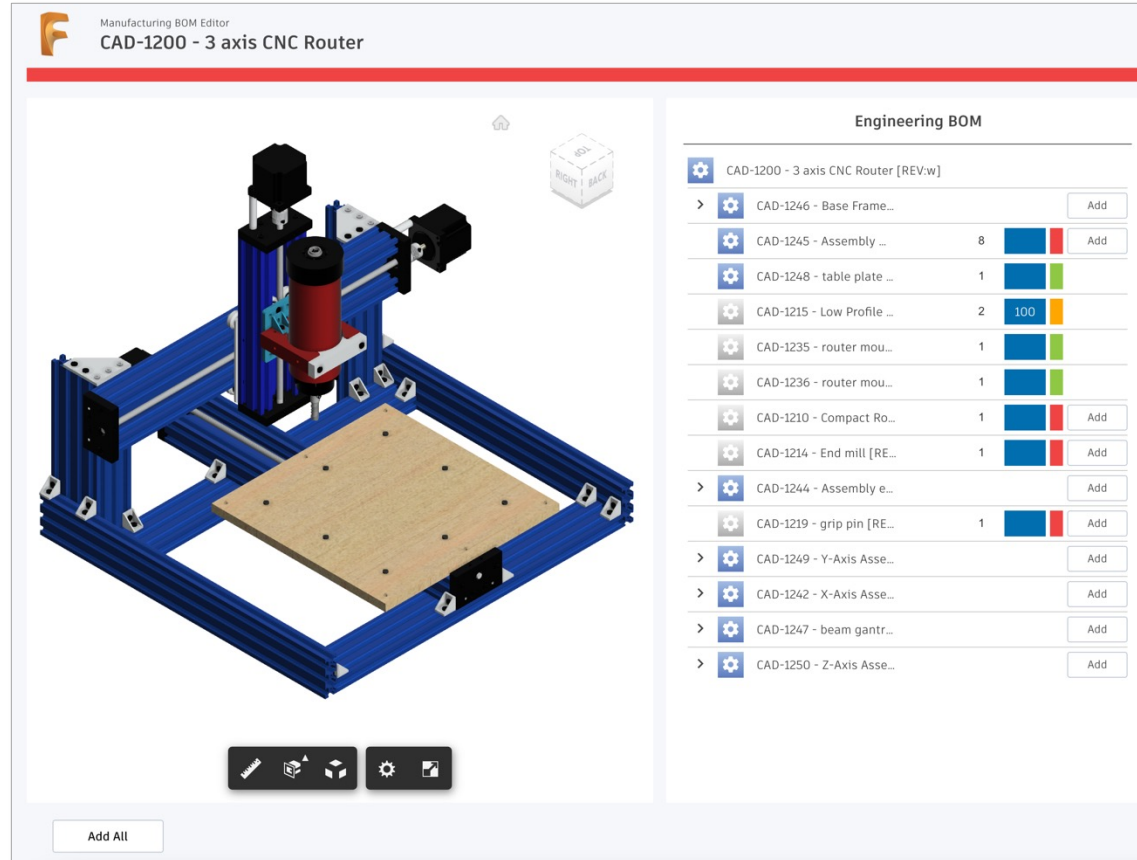 Manufacturing BOM Editor
CAD-1200 - 3 axis CNC Router
TOP
RIGHT
BACK
Engineering BOM
CAD-1200 - 3 axis CNC Router [REV:w]
CAD-1246 - Base Frame... Add
CAD-1245 - Assembly ... 8 Add
CAD-1248 - table plate ... 1
CAD-1215 - Low Profile ... 2 100
CAD-1235 - router mou... 1
CAD-1236 - router mou... 1
CAD-1210 - Compact Ro... 1 Add
CAD-1214 - End mill [RE... 1 Add
CAD-1244 - Assembly e... Add
CAD-1219 - grip pin [RE... 1 Add
CAD-1249 - Y-Axis Asse... Add
CAD-1242 - X-Axis Asse... Add
CAD-1247 - beam gantr... Add
CAD-1250 - Z-Axis Asse... Add
Add All